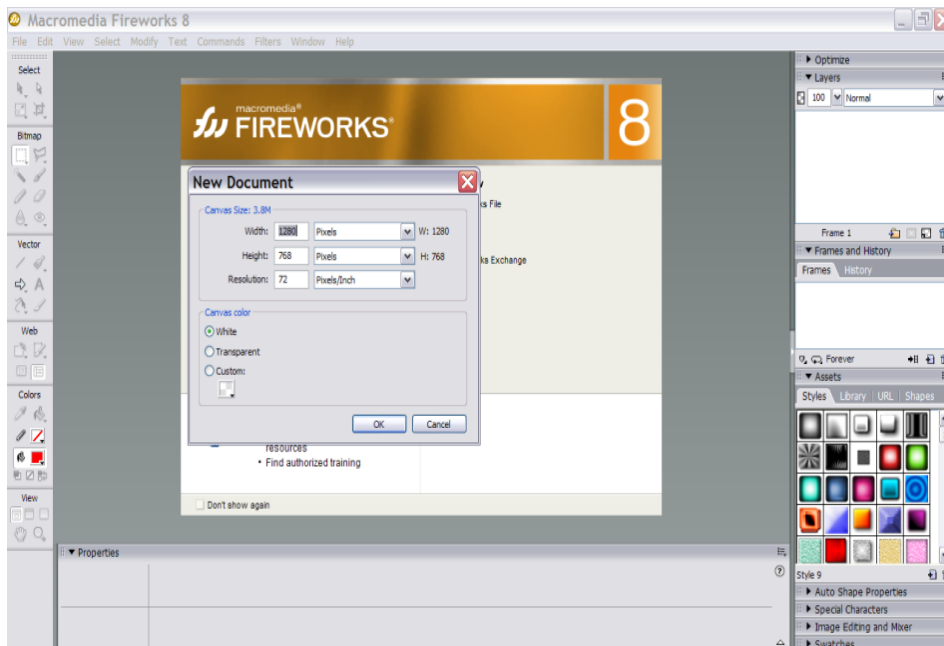 Macromedia Fireworks 8
File Edit View Select Modify Text Commands Filters Window Help
Select
Bitmap
Vector
A
Web
Colors
View
macromedia®
FIREWORKS®
8
ks File
ks Exchange
resources
• Find authorized training
Don't show again
New Document
Canvas Size: 3.8M
Width: 1280 Pixels W: 1280
Height: 768 Pixels H: 768
Resolution: 72 Pixels/Inch
Canvas color
White
Transparent
Custom:
OK Cancel
Properties
Optimize
Layers
100 Normal
Frame 1
Frames and History
Frames History
Forever
Assets
Styles Library URL Shapes
Style 9
Auto Shape Properties
Special Characters
Image Editing and Mixer
Swatches